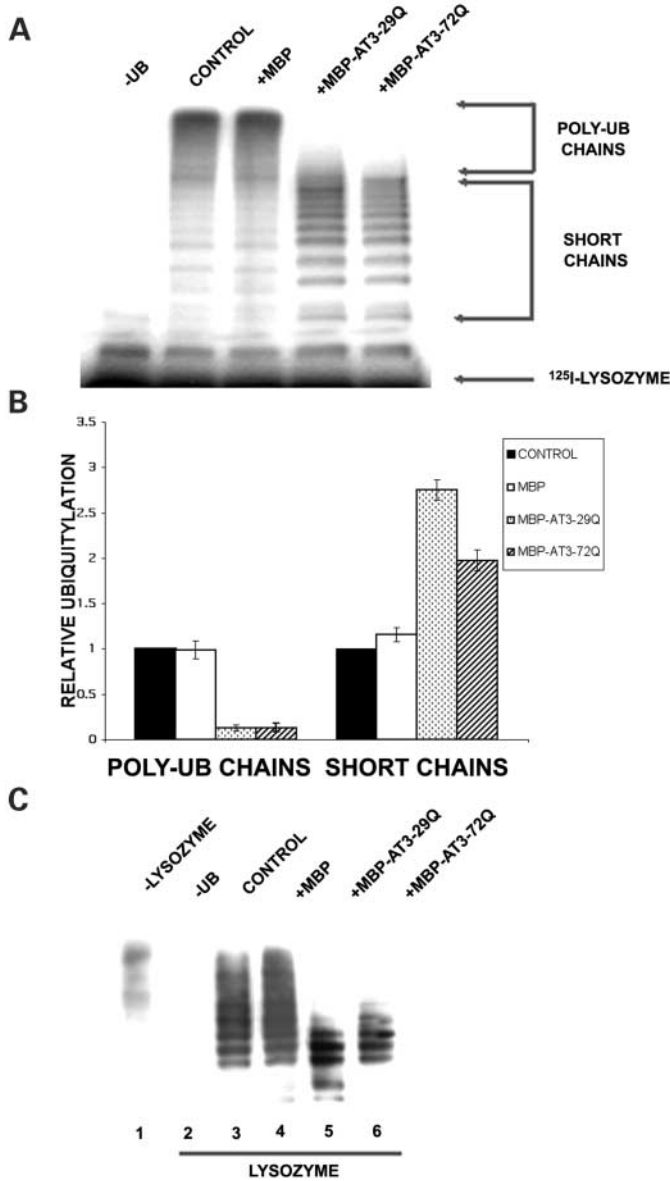 A
-UB
CONTROL
+MBP
+MBP-AT3-29Q
+MBP-AT3-72Q
POLY-UB
CHAINS
SHORT
CHAINS
125I-LYSOZYME
B
RELATIVE UBIQUITYLATION
3.5
3
2.5
2
1.5
1
0.5
0
CONTROL
MBP
MBP-AT3-29Q
MBP-AT3-72Q
POLY-UB CHAINS SHORT CHAINS
C
-LYSOZYME
-UB
CONTROL
+MBP
+MBP-AT3-29Q
+MBP-AT3-72Q
1 2 3 4 5 6
LYSOZYME